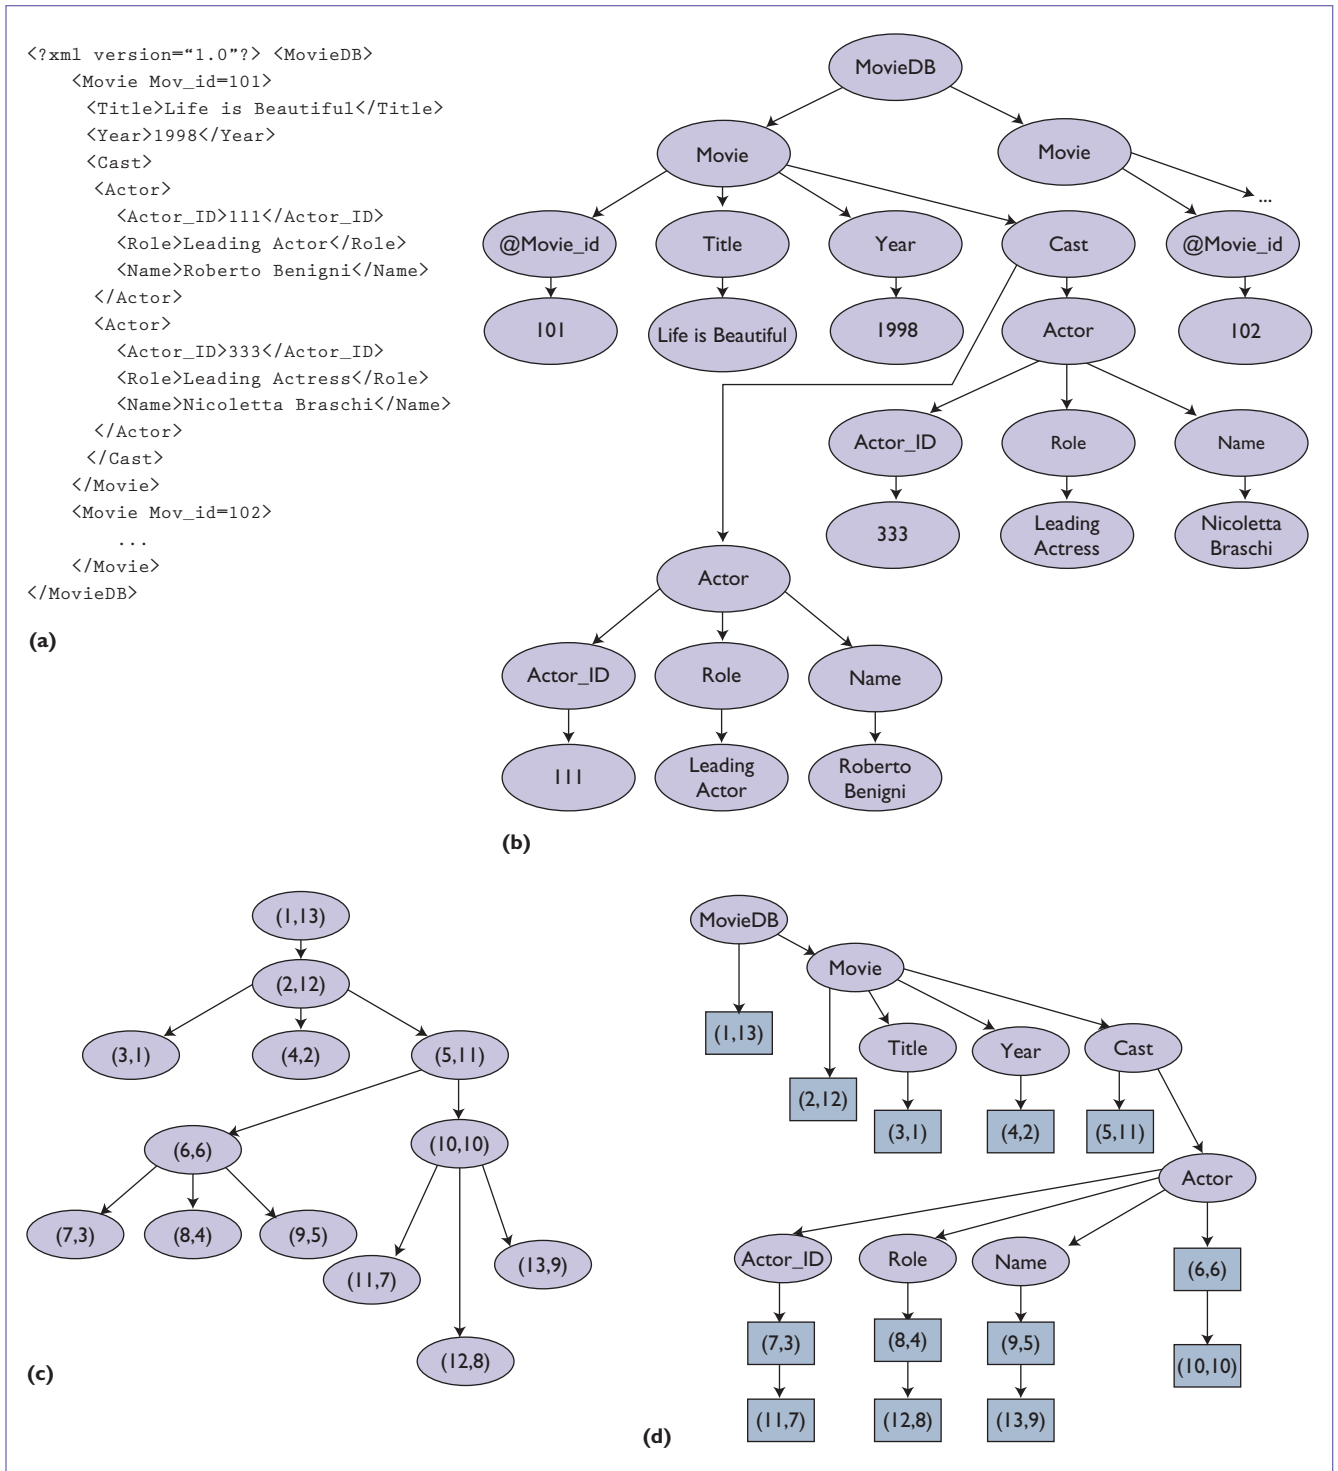 <?xml version=“1.0”?> <MovieDB>
<Movie Mov_id=101>
<Title>Life is Beautiful</Title>
<Year>1998</Year>
<Cast>
<Actor>
<Actor_ID>111</Actor_ID>
<Role>Leading Actor</Role>
<Name>Roberto Benigni</Name>
</Actor>
<Actor>
<Actor_ID>333</Actor_ID>
<Role>Leading Actress</Role>
<Name>Nicoletta Braschi</Name>
</Actor>
</Cast>
</Movie>
<Movie Mov_id=102>
...
</Movie>
</MovieDB>
(a)
MovieDB
Movie
Movie
...
@Movie_id
Title
Year
Cast
@Movie_id
101
Life is Beautiful
1998
Actor
102
Actor_ID
Role
Name
333
Leading
Actress
Nicoletta
Braschi
Actor
Actor_ID
Role
Name
111
Leading
Actor
Roberto
Benigni
(b)
(1,13)
(2,12)
(3,1)
(4,2)
(5,11)
(6,6)
(10,10)
(7,3)
(8,4)
(9,5)
(11,7)
(13,9)
(12,8)
(c)
MovieDB
Movie
(1,13)
Title
Year
Cast
(2,12)
(3,1)
(4,2)
(5,11)
Actor
Actor_ID
Role
Name
(6,6)
(7,3)
(8,4)
(9,5)
(10,10)
(11,7)
(12,8)
(13,9)
(d)